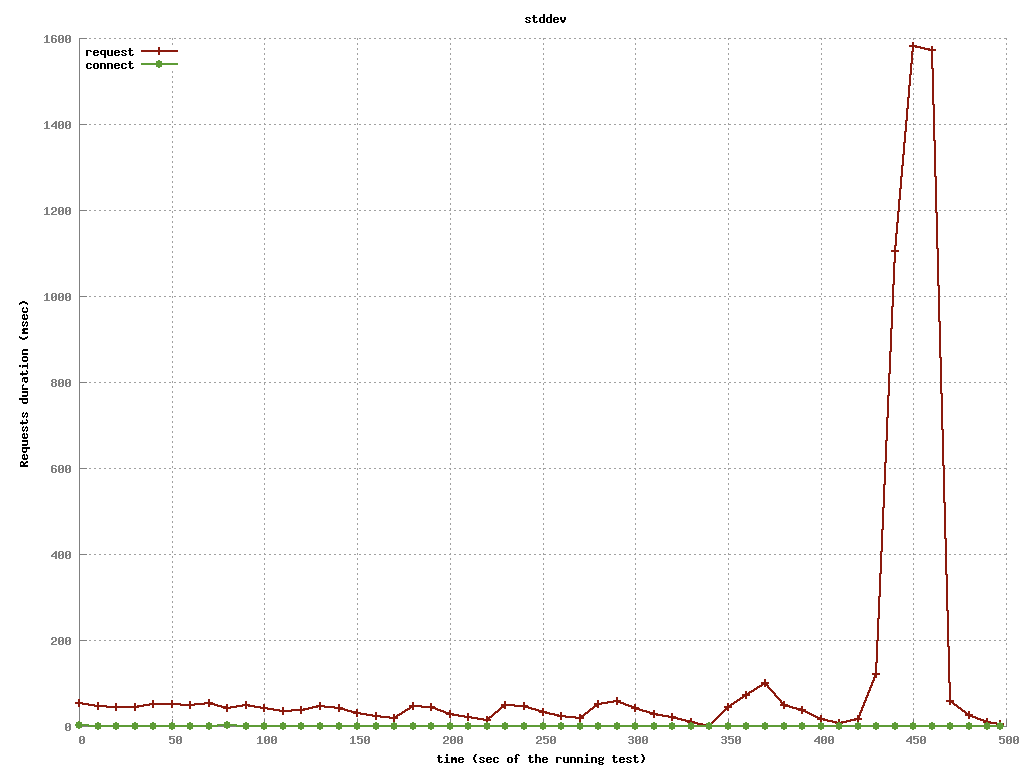 stddev
request
connect
Requests duration (msec)
1600
1400
1200
1000
800
600
400
200
0
0 50 100 150 200 250 300 350 400 450 500
time (sec of the running test)